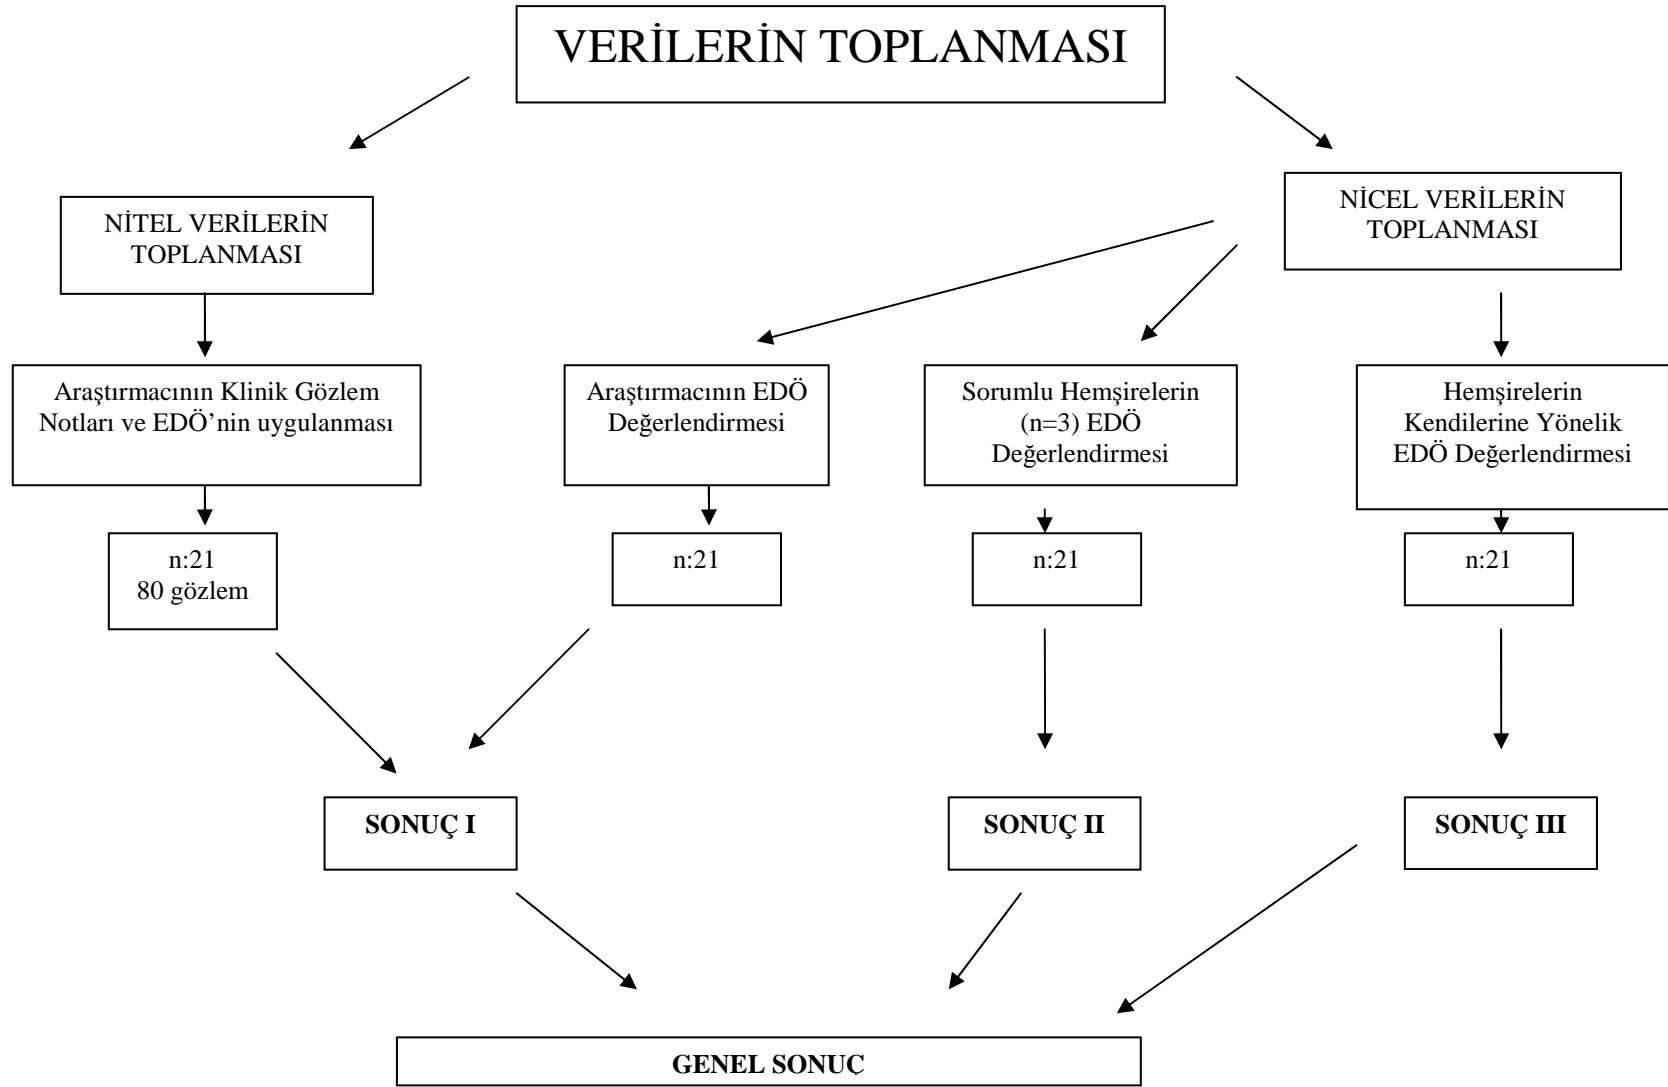 VERİLERİN TOPLANMASI
NİTEL VERİLERİN
TOPLANMASI
NİCEL VERİLERİN
TOPLANMASI
Araştırmacının Klinik Gözlem
Notları ve EDÖ’nin uygulanması
Araştırmacının EDÖ
Değerlendirmesi
Sorumlu Hemşirelerin
(n=3) EDÖ
Değerlendirmesi
Hemşirelerin
Kendilerine Yönelik
EDÖ Değerlendirmesi
n:21
80 gözlem
n:21
n:21
n:21
SONUÇ I
SONUÇ II
SONUÇ III
GENEL SONUÇ